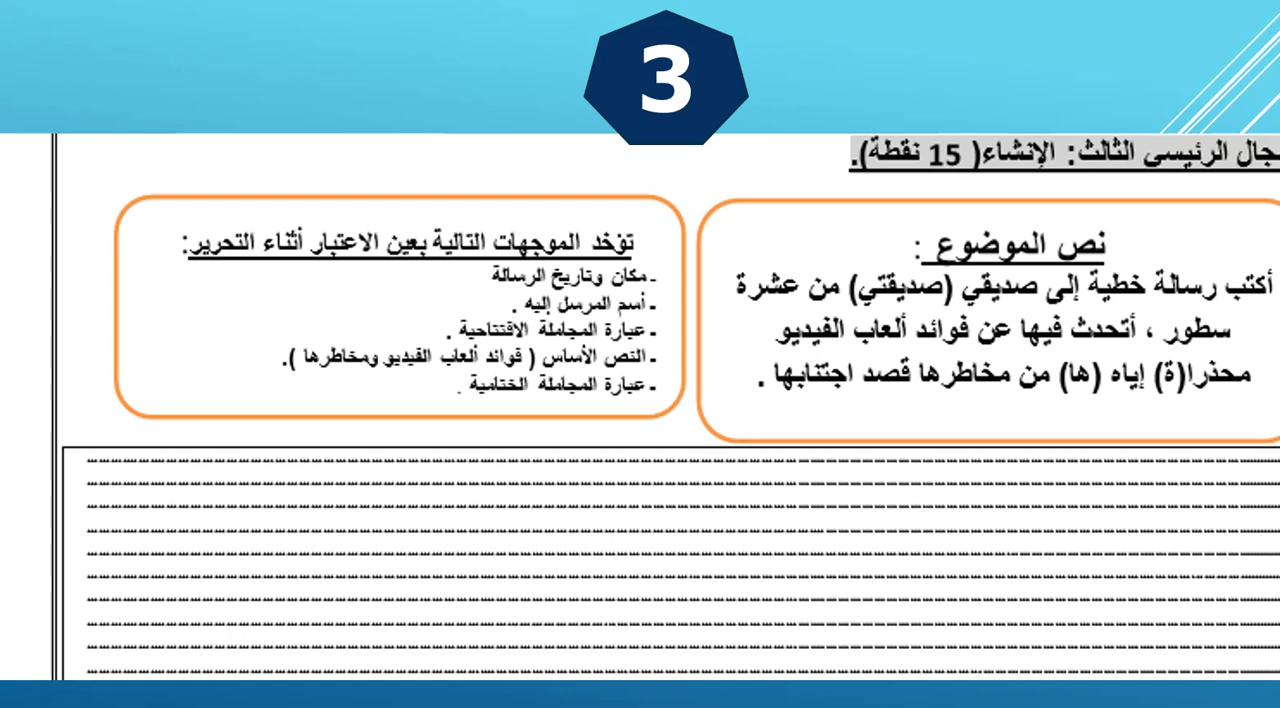 3
جال الرئيسي الثالث: الإنشاء( 15 نقطة).
نص الموضوع :
أكتب رسالة خطية إلى صديقي (صديقتي) من عشرة
سطور ، أتحدث فيها عن فوائد ألعاب الفيديو
محذرا(ة) إياه (ها) من مخاطرها قصد اجتنابها .
تؤخد الموجهات التالية بعين الاعتبار أثناء التحرير:
ـ مكان وتاريخ الرسالة
ـ أسم المرسل إليه .
ـ عبارة المجاملة الافتتاحية .
ـ النص الأساس ( فوائد ألعاب الفيديو ومخاطرها ).
ـ عبارة المجاملة الختامية .